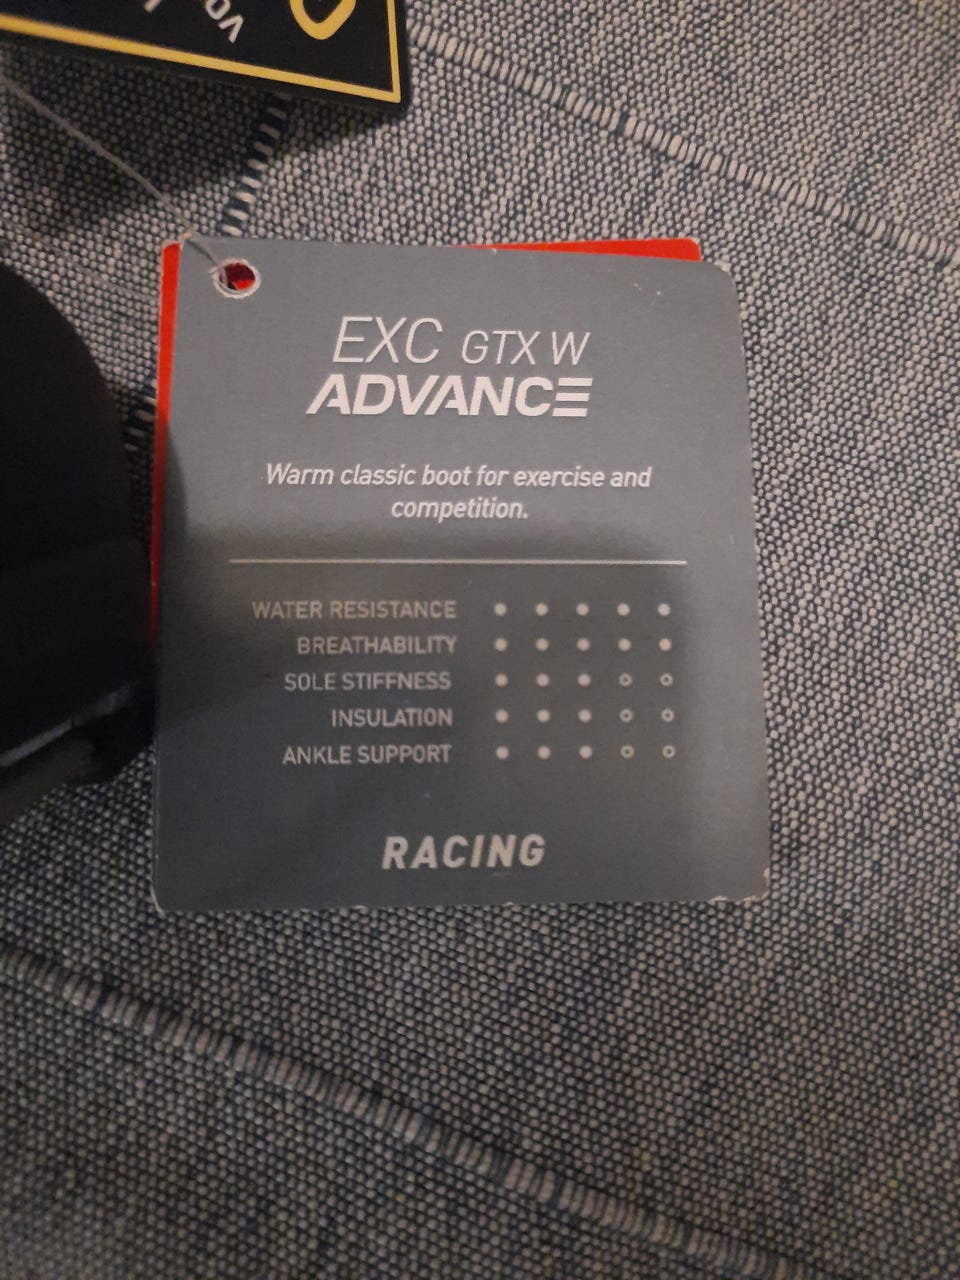 VO
EXC GTX W
ADVANCE
Warm classic boot for exercise and
competition.
WATER RESISTANCE
BREATHABILITY
SOLE STIFFNESS
INSULATION
ANKLE SUPPORT
RACING